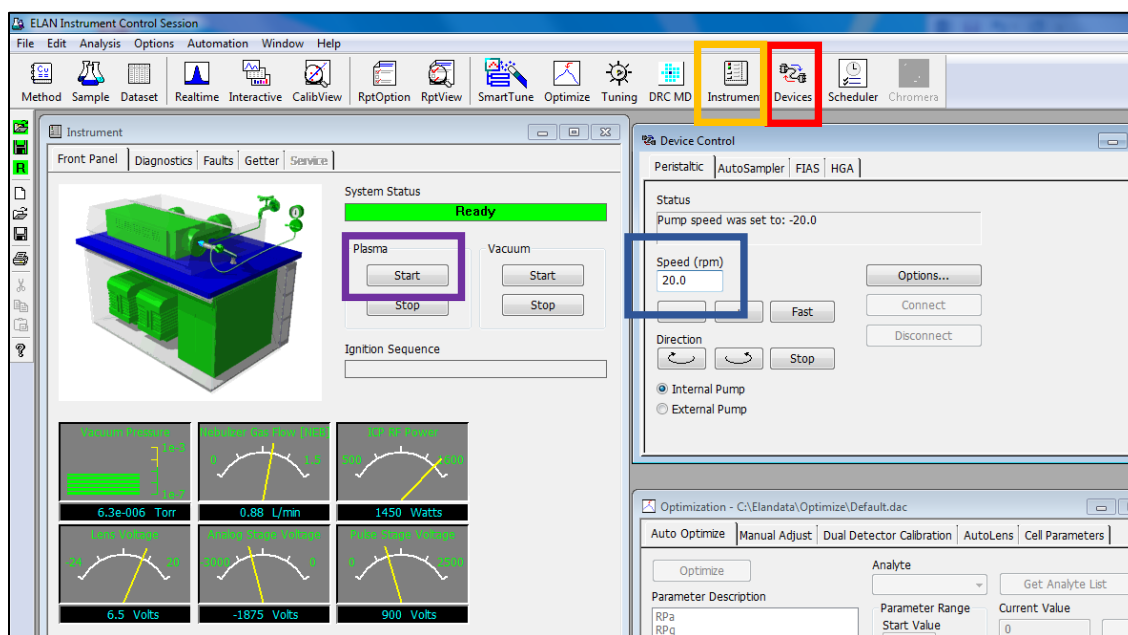 ELAN Instrument Control Session
File Edit Analysis Options Automation Window Help
Method Sample Dataset Realtime Interactive CalibView RptOption RptView SmartTune Optimize Tuning DRC MD Instrument Devices Scheduler Chromera
R
Instrument
Front Panel Diagnostics Faults Getter Service
System Status
Ready
Plasma
Start
Stop
Vacuum
Start
Stop
Ignition Sequence
Vacuum Pressure
1e-3
1e-7
6.3e-006 Torr
Nebulizer Gas Flow [NEB]
0 1.5
0.88 L/min
ICP RF Power
500 1600
1450 Watts
Lens Voltage
-24 20
6.5 Volts
Analog Stage Voltage
-3000 0
-1875 Volts
Pulse Stage Voltage
0 2500
900 Volts
Device Control
Peristaltic AutoSampler FIAS HGA
Status
Pump speed was set to: -20.0
Speed (rpm)
20.0
Fast
Options...
Connect
Disconnect
Direction
Stop
Internal Pump
External Pump
Optimization - C:\Elandata\Optimize\Default.dac
Auto Optimize Manual Adjust Dual Detector Calibration AutoLens Cell Parameters
Optimize
Analyte
Get Analyte List
Parameter Description
RPa
RPq
Parameter Range
Start Value
Current Value
0